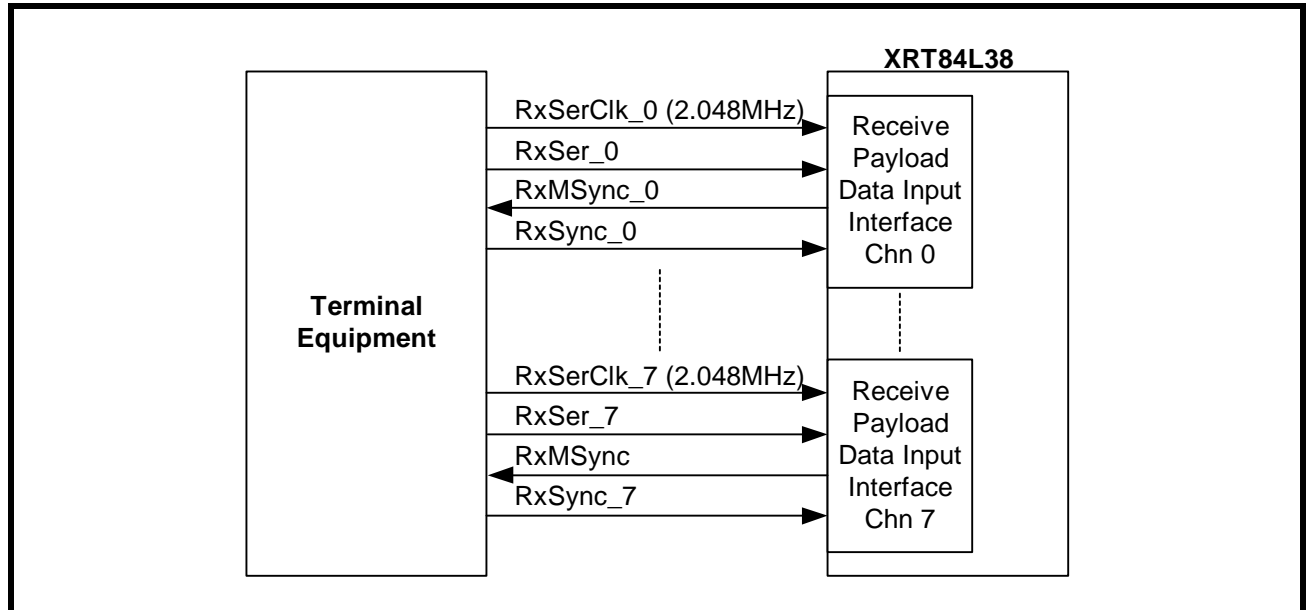 XRT84L38
RxSerClk_0 (2.048MHz)
RxSer_0
RxMSync_0
RxSync_0
Receive
Payload
Data Input
Interface
Chn 0
Terminal
Equipment
RxSerClk_7 (2.048MHz)
RxSer_7
RxMSync
RxSync_7
Receive
Payload
Data Input
Interface
Chn 7